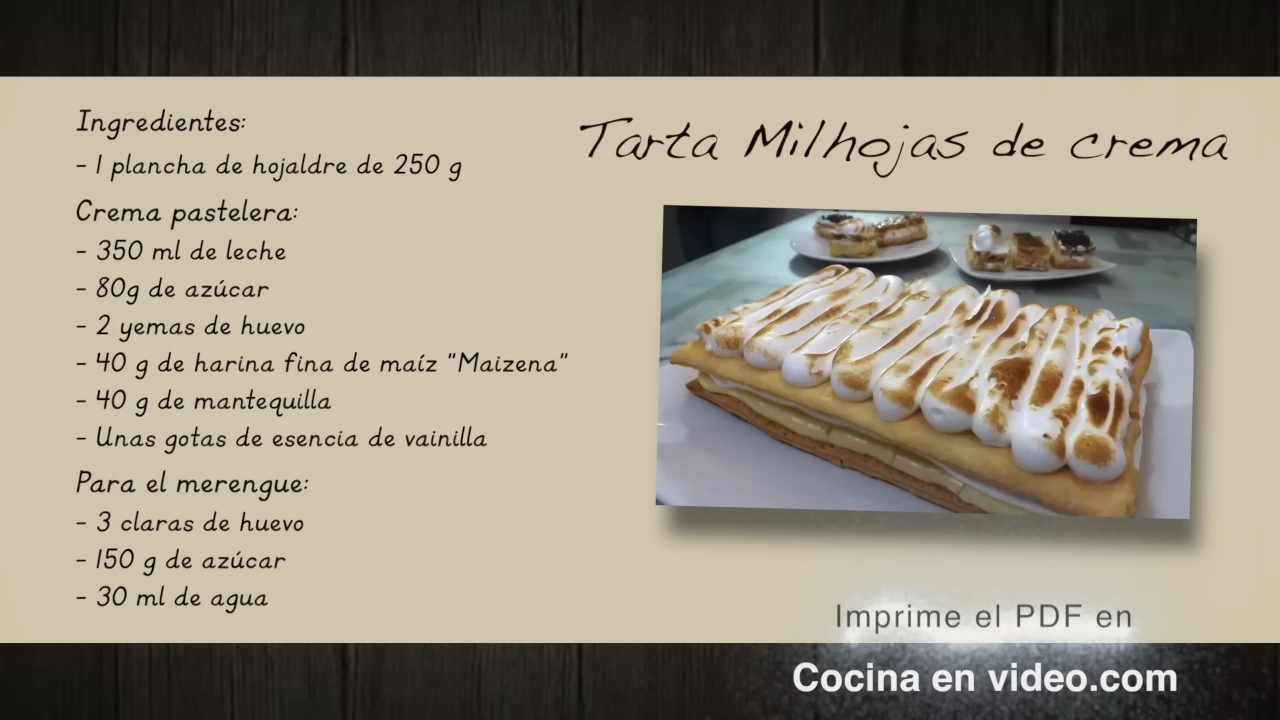 Ingredientes:
- 1 plancha de hojaldre de 250 g
Crema pastelera:
- 350 ml de leche
- 80g de azúcar
- 2 yemas de huevo
- 40 g de harina fina de maíz "Maizena"
- 40 g de mantequilla
- Unas gotas de esencia de vainilla
Para el merengue:
- 3 claras de huevo
- 150 g de azúcar
- 30 ml de agua
Tarta Milhojas de crema
Imprime el PDF en
Cocina en video.com